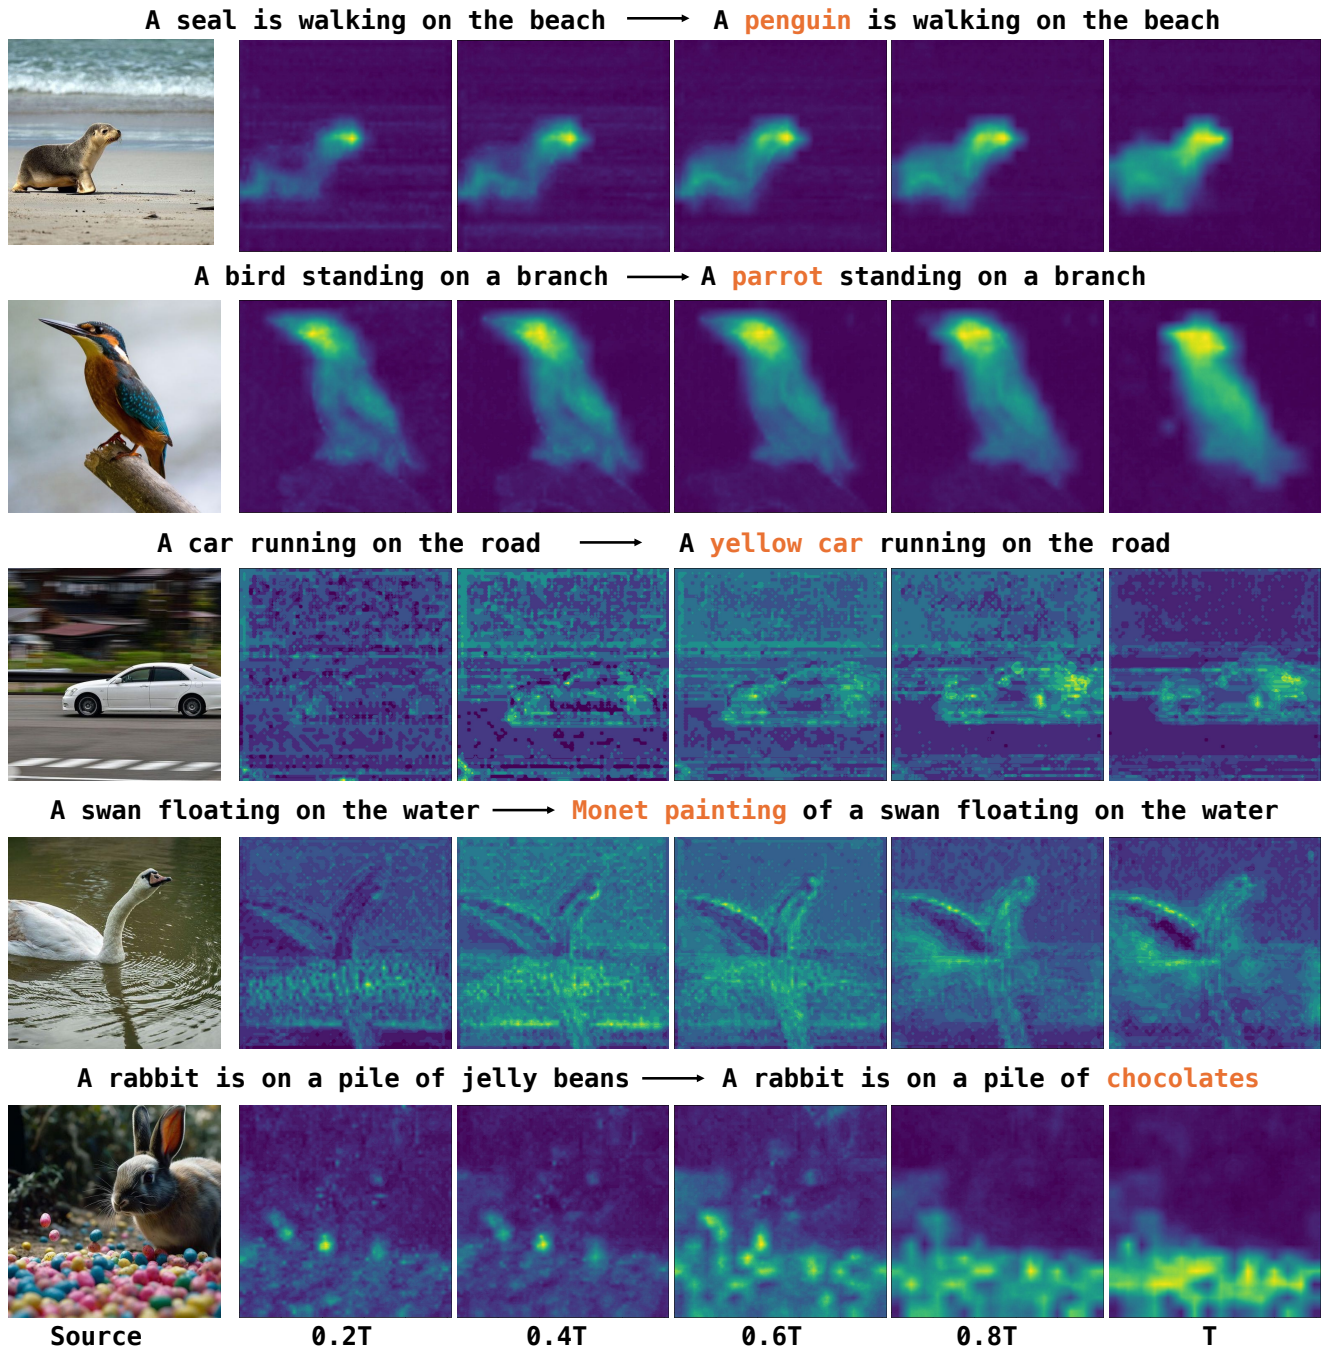 A seal is walking on the beach → A penguin is walking on the beach
A bird standing on a branch → A parrot standing on a branch
A car running on the road → A yellow car running on the road
A swan floating on the water → Monet painting of a swan floating on the water
A rabbit is on a pile of jelly beans → A rabbit is on a pile of chocolates
Source 0.2T 0.4T 0.6T 0.8T T